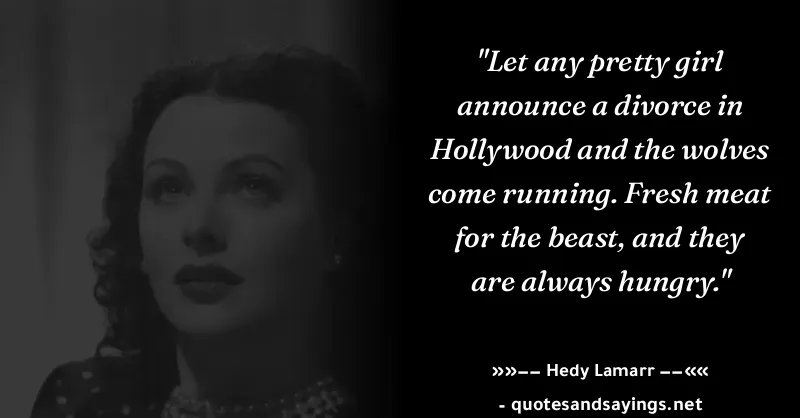 "Let any pretty girl
announce a divorce in
Hollywood and the wolves
come running. Fresh meat
for the beast, and they
are always hungry."
»»−− Hedy Lamarr −−««
- quotesandsayings.net